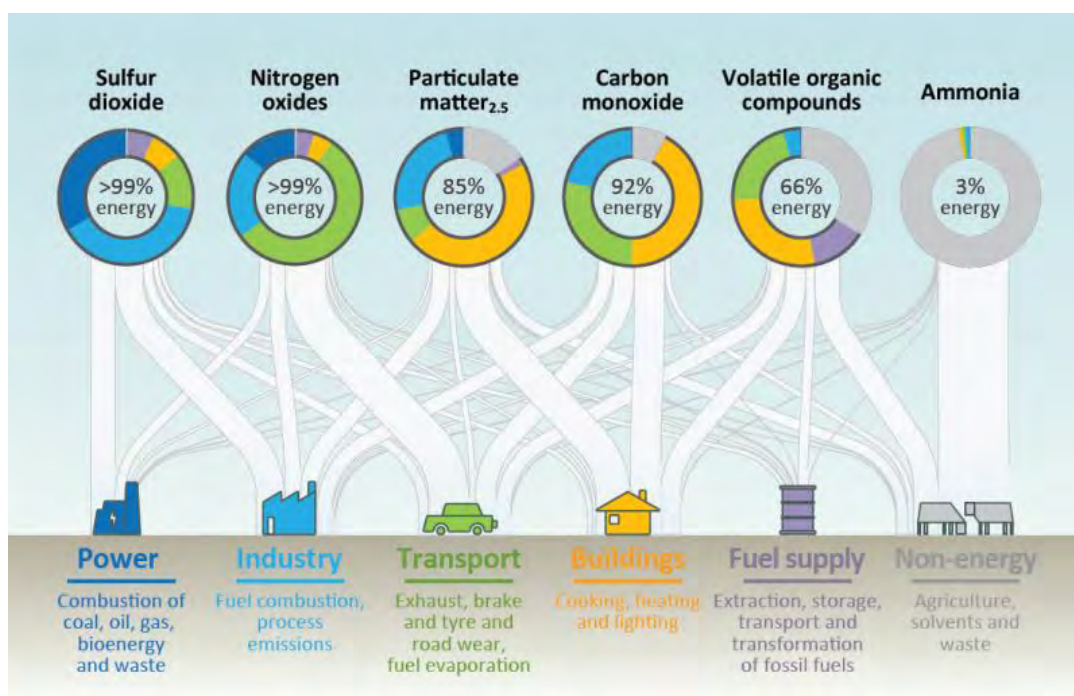 Sulfur
dioxide
Nitrogen
oxides
Particulate
matter2.5
Carbon
monoxide
Volatile organic
compounds
Ammonia
>99%
energy
>99%
energy
85%
energy
92%
energy
66%
energy
3%
energy
Power
Combustion of
coal, oil, gas,
bioenergy
and waste
Industry
Fuel combustion,
process
emissions
Transport
Exhaust, brake
and tyre and
road wear,
fuel evaporation
Buildings
Cooking, heating
and lighting
Fuel supply
Extraction, storage,
transport and
transformation
of fossil fuels
Non-energy
Agriculture,
solvents and
waste